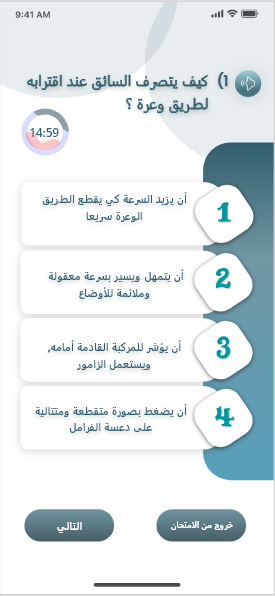 9:41 AM
1) كيف يتصرف السائق عند اقترابه
لطريق وعرة ؟
14:59
أن يزيد السرعة كي يقطع الطريق
الوعرة سريعا
1
أن يتمهل ويسير بسرعة معقولة
وملائمة للأوضاع
2
أن يؤشر للمركبة القادمة أمامه,
ويستعمل الزامور
3
أن يضغط بصورة متقطعة ومتتالية
على دعسة الفرامل
4
خروج من الامتحان
التالي